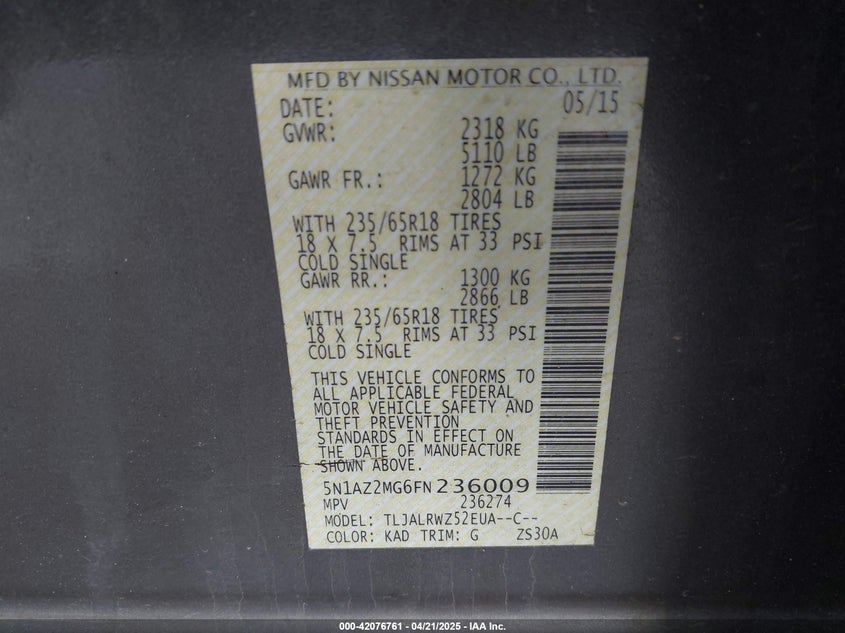 MFD BY NISSAN MOTOR CO., LTD.
DATE: 05/15
GVWR: 2318 KG
5110 LB
GAWR FR.: 1272 KG
2804 LB
WITH 235/65R18 TIRES
18 X 7.5 RIMS AT 33 PSI
COLD SINGLE
GAWR RR.: 1300 KG
2866 LB
WITH 235/65R18 TIRES
18 X 7.5 RIMS AT 33 PSI
COLD SINGLE
THIS VEHICLE CONFORMS TO
ALL APPLICABLE FEDERAL
MOTOR VEHICLE SAFETY AND
THEFT PREVENTION
STANDARDS IN EFFECT ON
THE DATE OF MANUFACTURE
SHOWN ABOVE.
5N1AZ2MG6FN236009
MPV 236274
MODEL: TLJALRWZ52EUA--C--
COLOR: KAD TRIM: G ZS30A
000-42076761 - 04/21/2025 - IAA Inc.